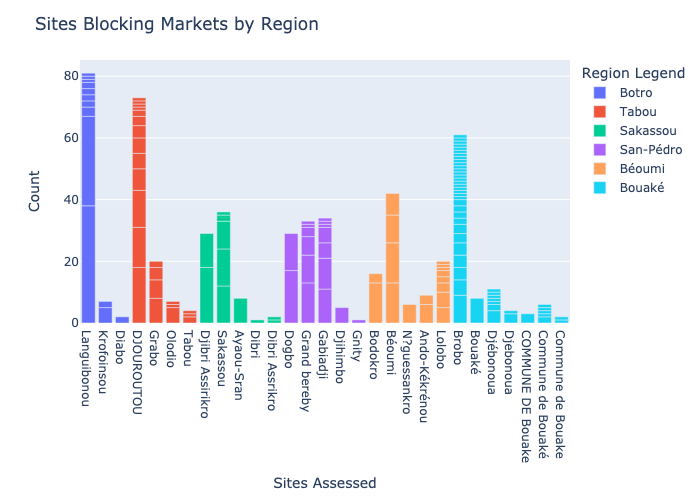 Sites Blocking Markets by Region
Region Legend
Botro
Tabou
Sakassou
San-Pédro
Béoumi
Bouaké
Count
80
60
40
20
0
Languibonou
Krofoinsou
Diabo
DJOUROUTOU
Grabo
Olodio
Tabou
Djibri Assirikro
Sakassou
Ayaou-Sran
Dibri
Dibri Assrikro
Dogbo
Grand bereby
Gabiadji
Djihimbo
Gnity
Bodokro
Béoumi
N?guessankro
Ando-Kékrénou
Lolobo
Brobo
Bouaké
Djébonoua
Djebonoua
COMMUNE DE Bouake
Commune de Bouaké
Commune de Bouake
Sites Assessed